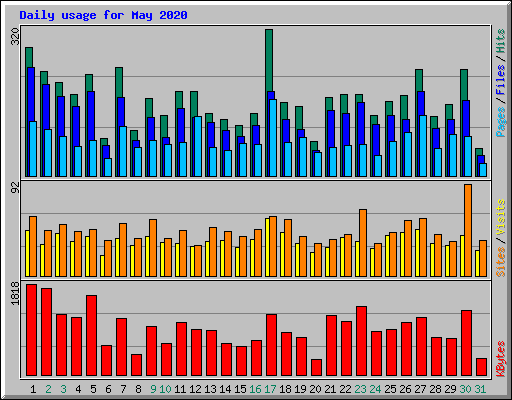 Daily usage for May 2020
320
Pages / Files / Hits
92
Sites / Visits
1818
KBytes
1 2 3 4 5 6 7 8 9 10 11 12 13 14 15 16 17 18 19 20 21 22 23 24 25 26 27 28 29 30 31